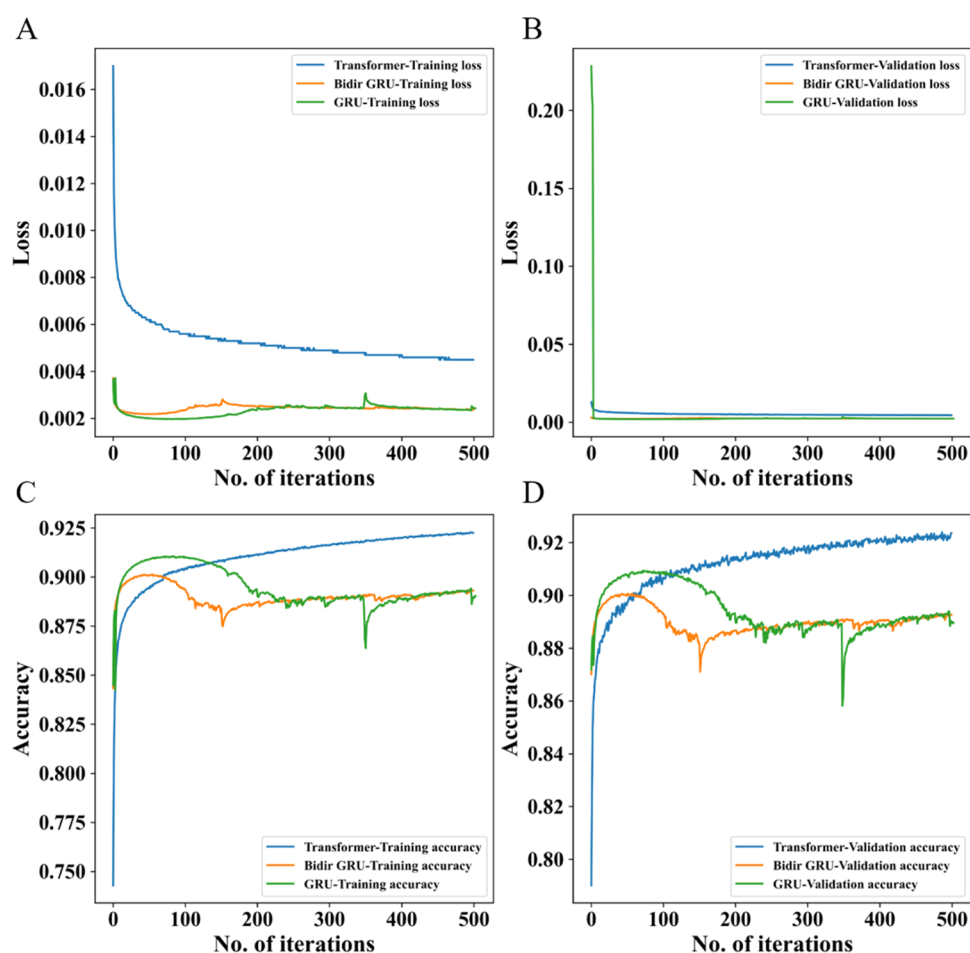 A
Transformer-Training loss
Bidir GRU-Training loss
GRU-Training loss
0.016
0.014
0.012
0.010
0.008
0.006
0.004
0.002
Loss
0
100
200
300
400
500
No. of iterations
B
Transformer-Validation loss
Bidir GRU-Validation loss
GRU-Validation loss
0.20
0.15
0.10
0.05
0.00
Loss
0
100
200
300
400
500
No. of iterations
C
0.925
0.900
0.875
0.850
0.825
0.800
0.775
0.750
Accuracy
Transformer-Training accuracy
Bidir GRU-Training accuracy
GRU-Training accuracy
0
100
200
300
400
500
No. of iterations
D
0.92
0.90
0.88
0.86
0.84
0.82
0.80
Accuracy
Transformer-Validation accuracy
Bidir GRU-Validation accuracy
GRU-Validation accuracy
0
100
200
300
400
500
No. of iterations